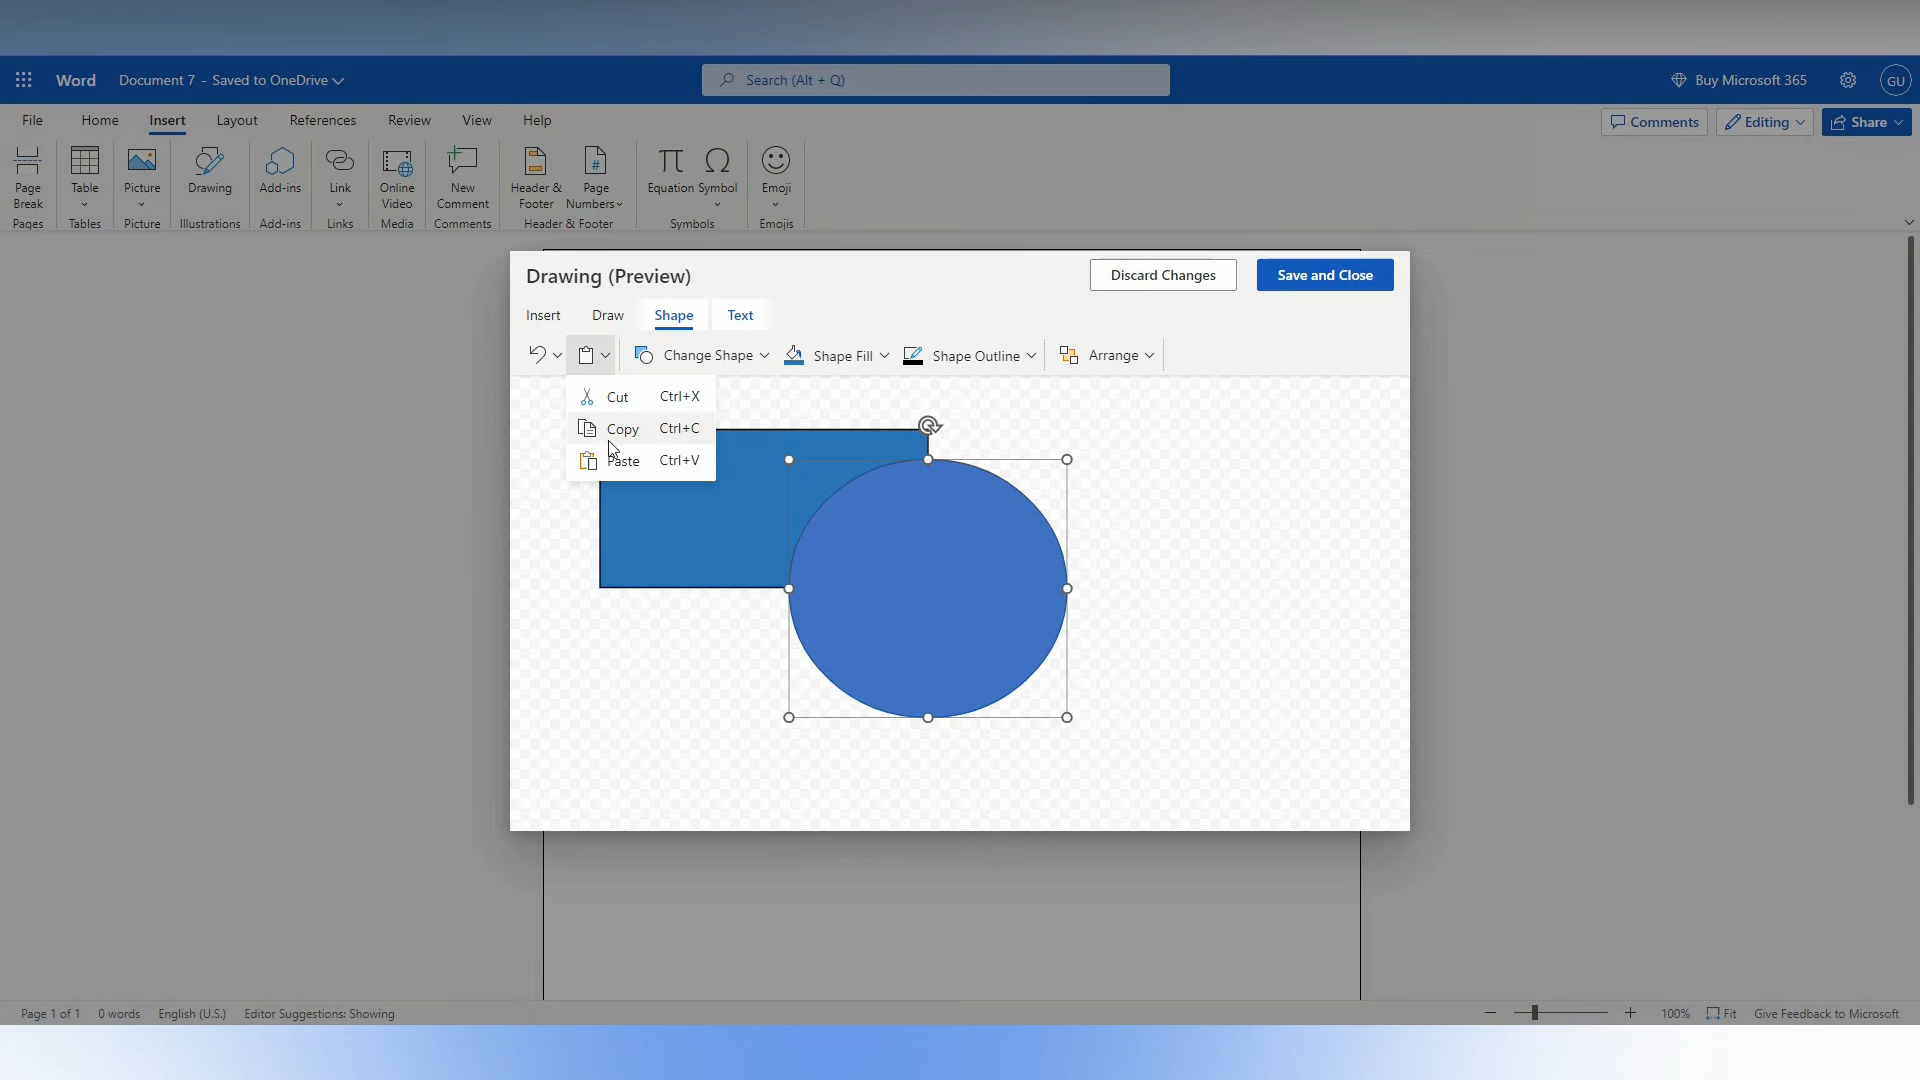 Word Document 7 - Saved to OneDrive Search (Alt + Q) Buy Microsoft 365 GU
File Home Insert Layout References Review View Help Comments Editing Share
Page Break Table Picture Drawing Add-ins Link Online Video New Comment Header & Footer # Page Numbers π Equation Ω Symbol Emoji
Pages Tables Picture Illustrations Add-ins Links Media Comments Header & Footer Symbols Emojis
Drawing (Preview) Discard Changes Save and Close
Insert Draw Shape Text
Change Shape Shape Fill Shape Outline Arrange
Cut Ctrl+X
Copy Ctrl+C
Paste Ctrl+V
Page 1 of 1 0 words English (U.S.) Editor Suggestions: Showing 100% Fit Give Feedback to Microsoft